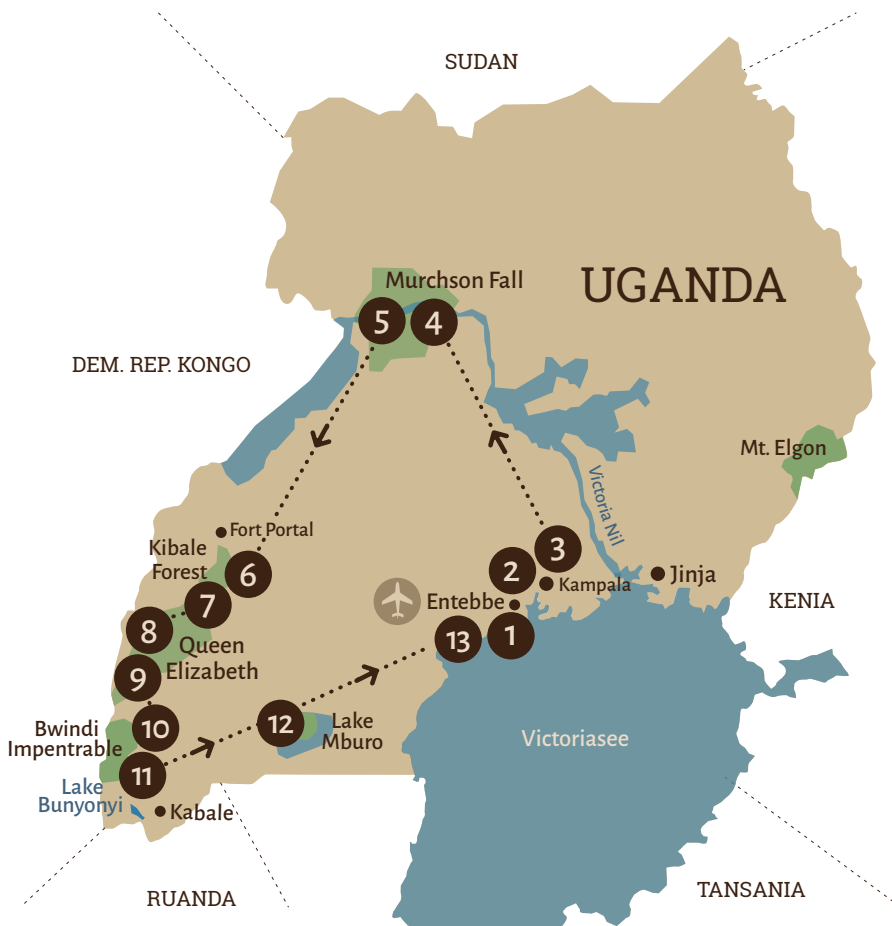 SUDAN
Murchson Fall
UGANDA
5
4
DEM. REP. KONGO
Mt. Elgon
Victoria Nil
Fort Portal
Kibale
Forest
3
2
6
Kampala
Jinja
7
Entebbe
KENIA
8
1
13
Queen
Elizabeth
9
10
12
Lake
Mburo
Bwindi
Impentrable
Victoriasee
11
Lake
Bunyonyi
Kabale
RUANDA
TANSANIA